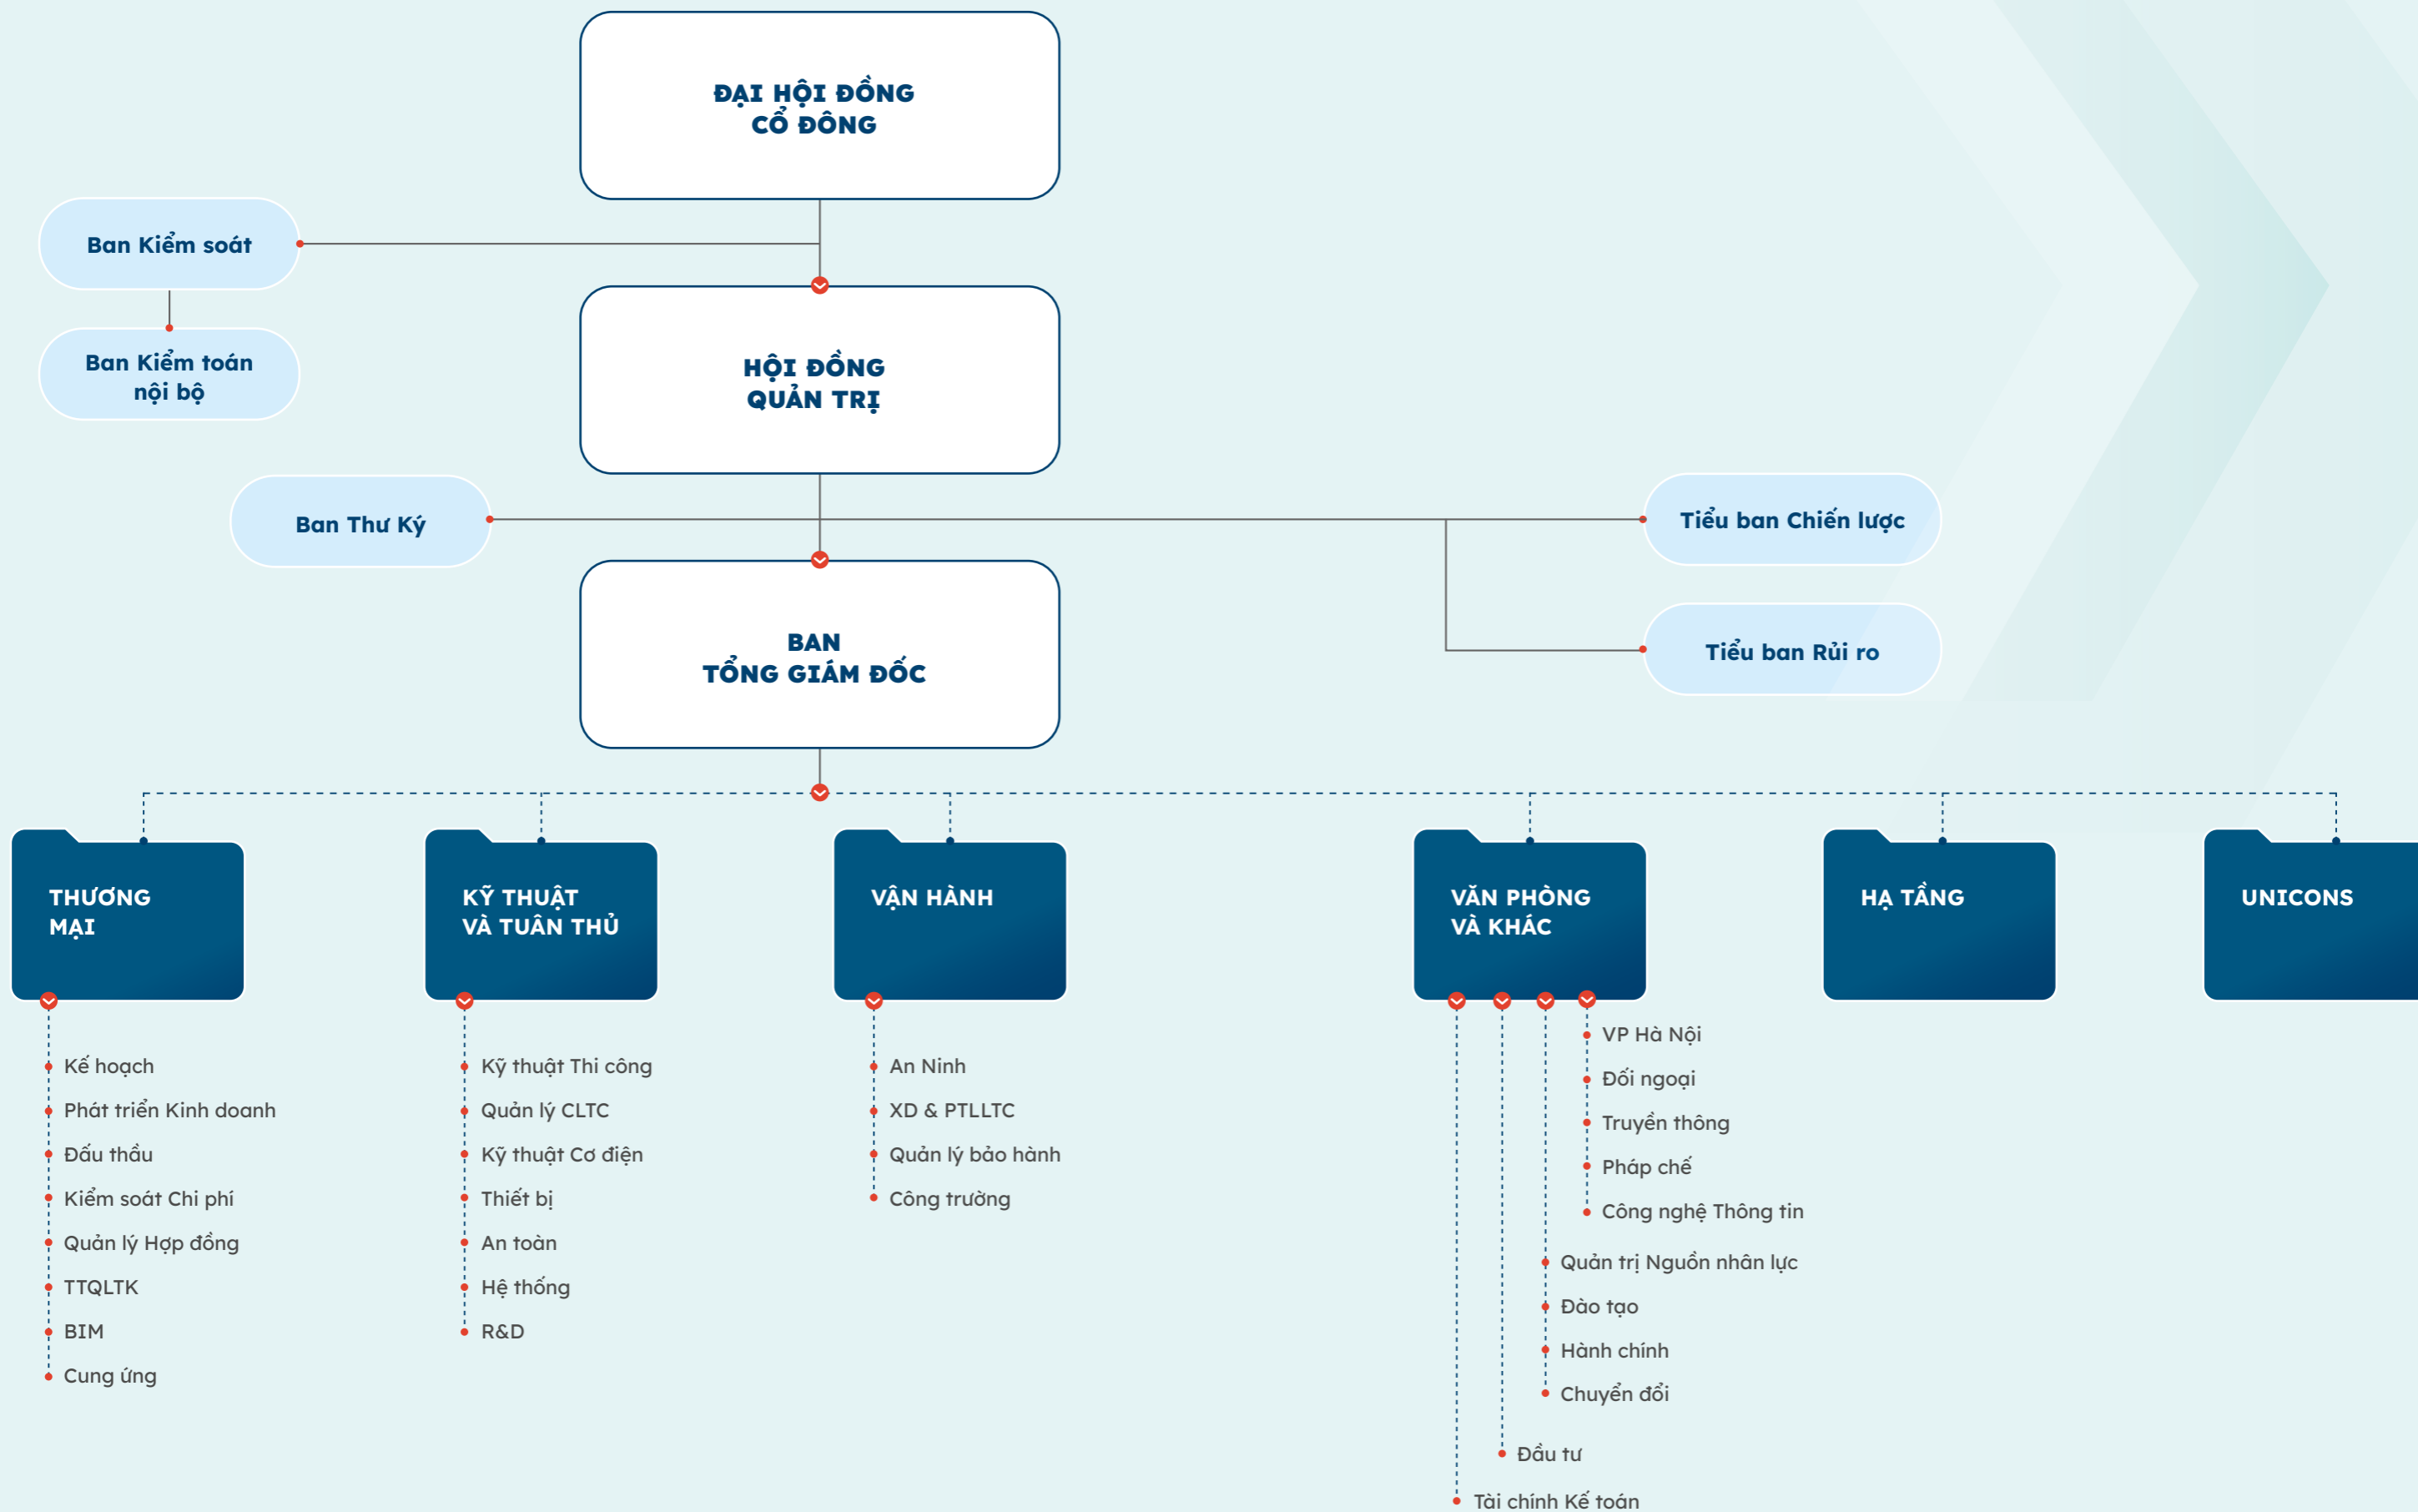 ĐẠI HỘI ĐỒNG
CỔ ĐÔNG
Ban Kiểm soát
Ban Kiểm toán
nội bộ
HỘI ĐỒNG
QUẢN TRỊ
Ban Thư Ký
Tiểu ban Chiến lược
Tiểu ban Rủi ro
BAN
TỔNG GIÁM ĐỐC
THƯƠNG
MẠI
Kế hoạch
Phát triển Kinh doanh
Đấu thầu
Kiểm soát Chi phí
Quản lý Hợp đồng
TTQLTK
BIM
Cung ứng
KỸ THUẬT
VÀ TUÂN THỦ
Kỹ thuật Thi công
Quản lý CLTC
Kỹ thuật Cơ điện
Thiết bị
An toàn
Hệ thống
R&D
VẬN HÀNH
An Ninh
XD & PTLLTC
Quản lý bảo hành
Công trường
VĂN PHÒNG
VÀ KHÁC
VP Hà Nội
Đối ngoại
Truyền thông
Pháp chế
Công nghệ Thông tin
Quản trị Nguồn nhân lực
Đào tạo
Hành chính
Chuyển đổi
Đầu tư
Tài chính Kế toán
HẠ TẦNG
UNICONS